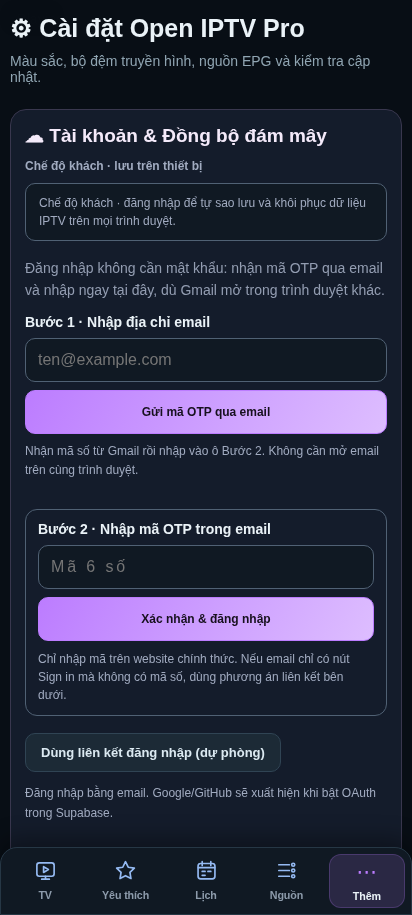 ⚙ Cài đặt Open IPTV Pro
Màu sắc, bộ đệm truyền hình, nguồn EPG và kiểm tra cập
nhật.
☁ Tài khoản & Đồng bộ đám mây
Chế độ khách · lưu trên thiết bị
Chế độ khách · đăng nhập để tự sao lưu và khôi phục dữ liệu
IPTV trên mọi trình duyệt.
Đăng nhập không cần mật khẩu: nhận mã OTP qua email
và nhập ngay tại đây, dù Gmail mở trong trình duyệt khác.
Bước 1 · Nhập địa chỉ email
ten@example.com
Gửi mã OTP qua email
Nhận mã số từ Gmail rồi nhập vào ô Bước 2. Không cần mở email
trên cùng trình duyệt.
Bước 2 · Nhập mã OTP trong email
Mã 6 số
Xác nhận & đăng nhập
Chỉ nhập mã trên website chính thức. Nếu email chỉ có nút
Sign in mà không có mã số, dùng phương án liên kết bên
dưới.
Dùng liên kết đăng nhập (dự phòng)
Đăng nhập bằng email. Google/GitHub sẽ xuất hiện khi bật OAuth
trong Supabase.
TV
Yêu thích
Lịch
Nguồn
Thêm